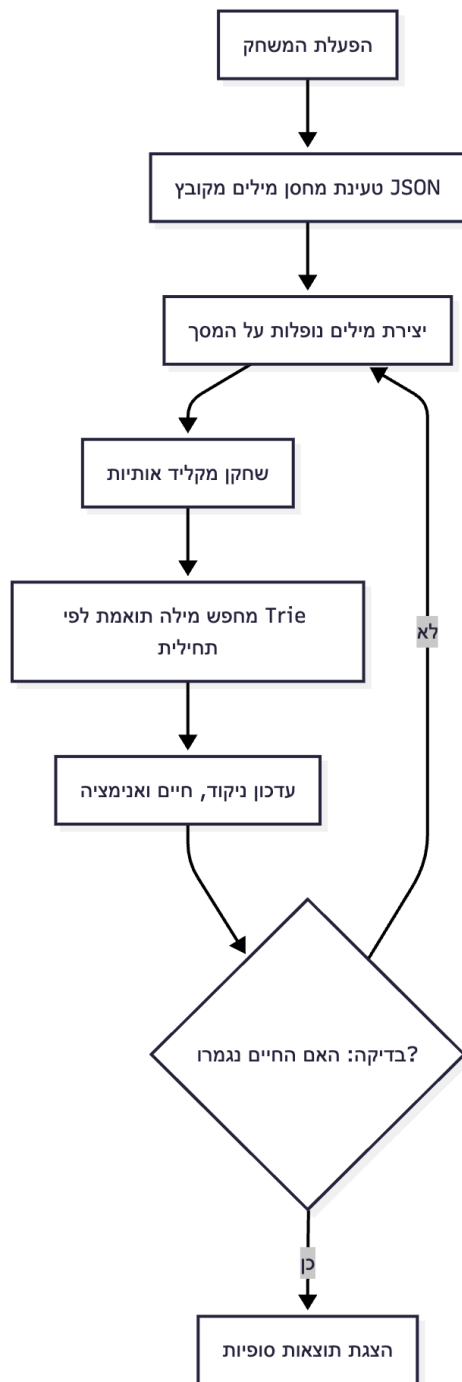 הפעלת המשחק
טעינת מחסן מילים מקובץ JSON
יצירת מילים נופלות על המסך
שחקן מקליד אותיות
Trie מחפש מילה תואמת לפי
תחילית
עדכון ניקוד, חיים ואנימציה
לא
בדיקה: האם החיים נגמרו?
כן
הצגת תוצאות סופיות